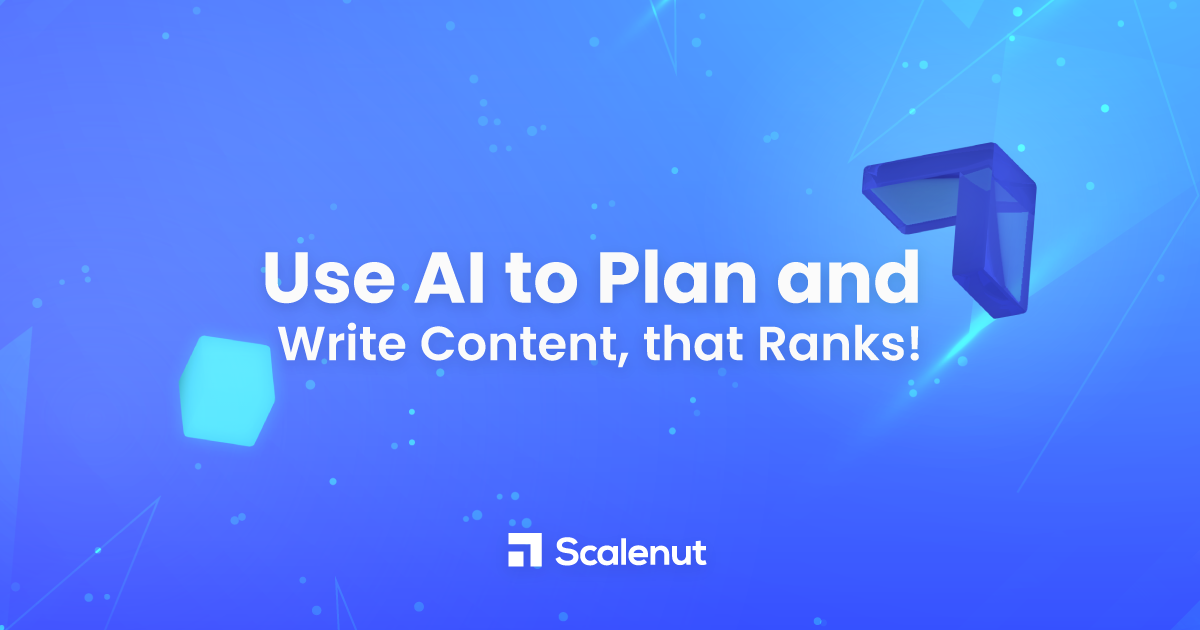 Use AI to Plan and
Write Content, that Ranks!
Scalenut